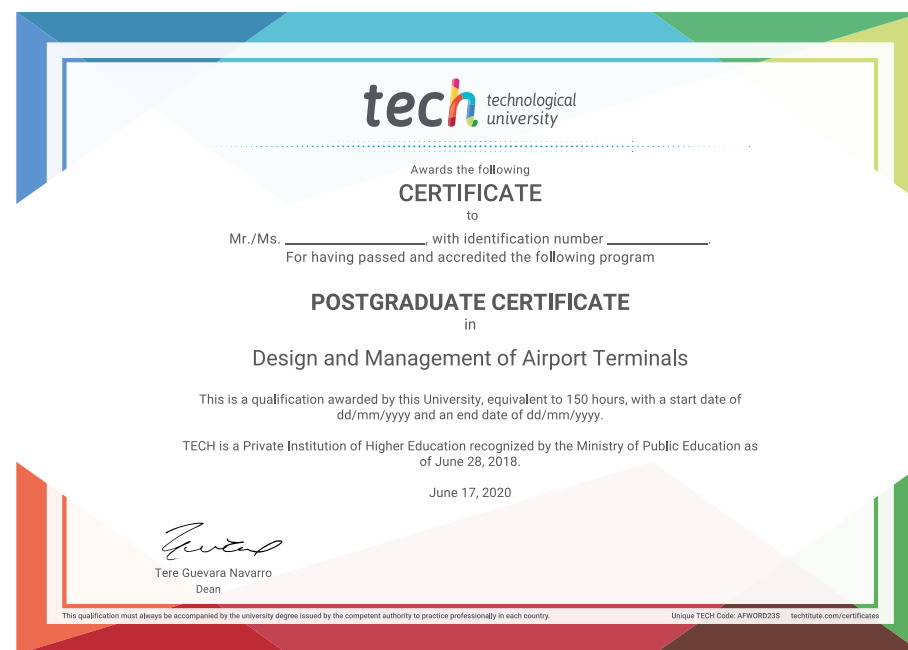 tech technological
university
Awards the following
CERTIFICATE
to
Mr./Ms. ____________________, with identification number ______________.
For having passed and accredited the following program
POSTGRADUATE CERTIFICATE
in
Design and Management of Airport Terminals
This is a qualification awarded by this University, equivalent to 150 hours, with a start date of
dd/mm/yyyy and an end date of dd/mm/yyyy.
TECH is a Private Institution of Higher Education recognized by the Ministry of Public Education as
of June 28, 2018.
June 17, 2020
Tere Guevara Navarro
Dean
This qualification must always be accompanied by the university degree issued by the competent authority to practice professionally in each country.
Unique TECH Code: AFWORD23S techtitute.com/certificates